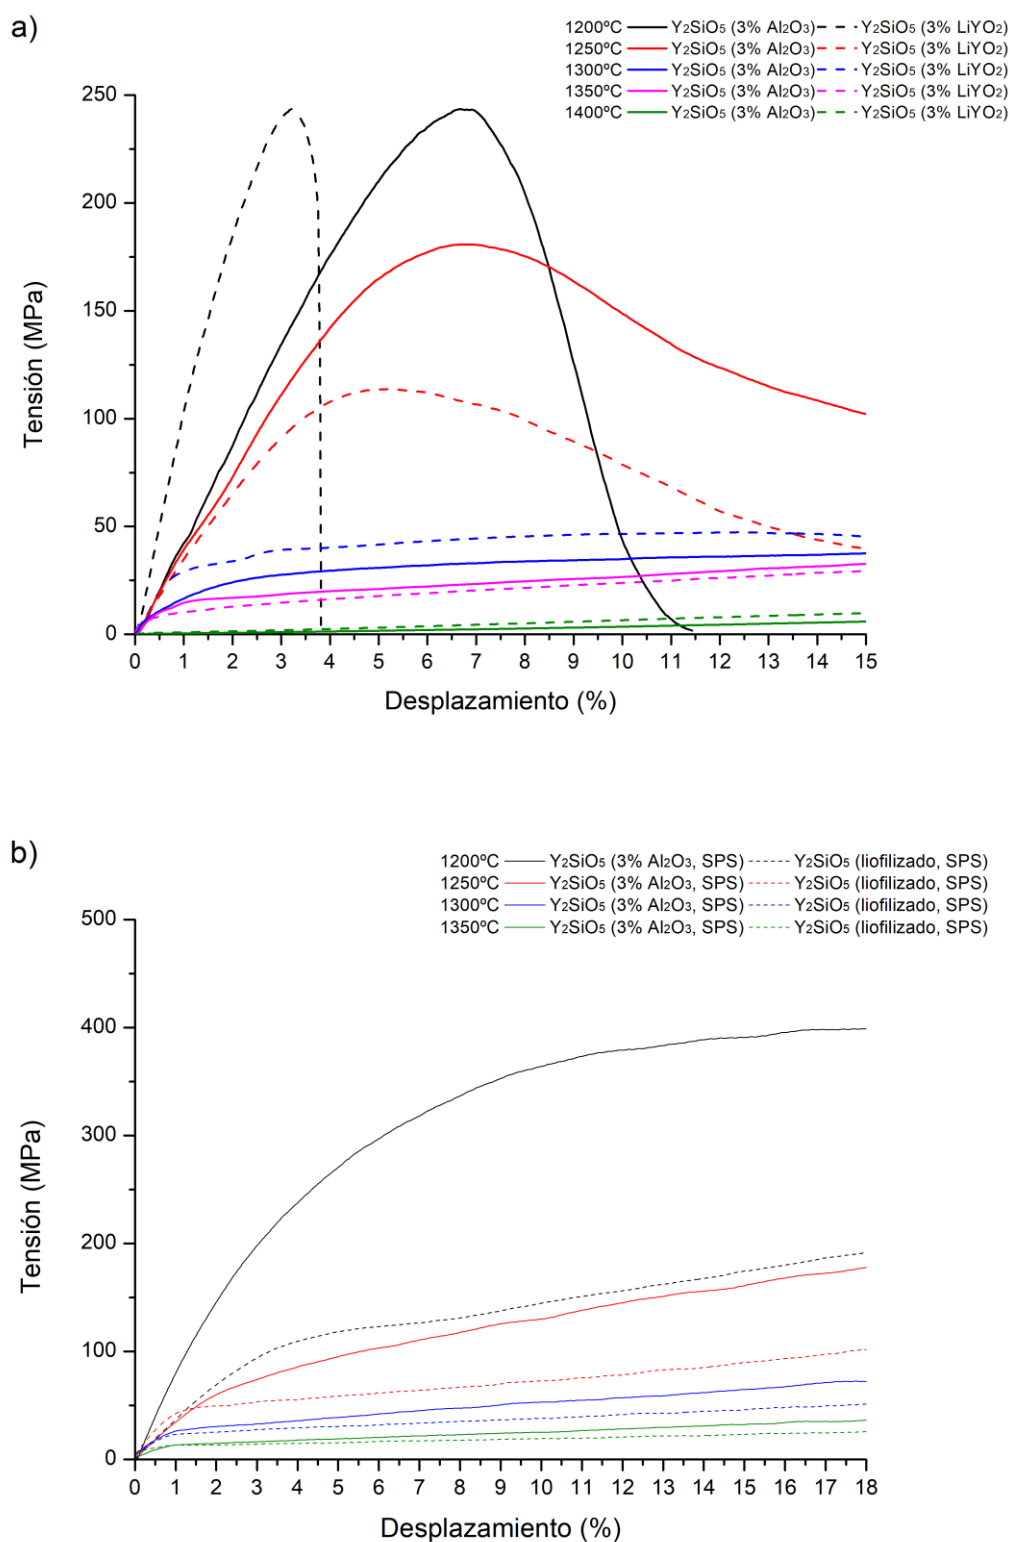 a)
1200ºC Y2SiO5 (3% Al2O3) Y2SiO5 (3% LiYO2)
1250ºC Y2SiO5 (3% Al2O3) Y2SiO5 (3% LiYO2)
1300ºC Y2SiO5 (3% Al2O3) Y2SiO5 (3% LiYO2)
1350ºC Y2SiO5 (3% Al2O3) Y2SiO5 (3% LiYO2)
1400ºC Y2SiO5 (3% Al2O3) Y2SiO5 (3% LiYO2)
250
200
150
100
50
0
Tensión (MPa)
0 1 2 3 4 5 6 7 8 9 10 11 12 13 14 15
Desplazamiento (%)
b)
1200ºC Y2SiO5 (3% Al2O3, SPS) Y2SiO5 (liofilizado, SPS)
1250ºC Y2SiO5 (3% Al2O3, SPS) Y2SiO5 (liofilizado, SPS)
1300ºC Y2SiO5 (3% Al2O3, SPS) Y2SiO5 (liofilizado, SPS)
1350ºC Y2SiO5 (3% Al2O3, SPS) Y2SiO5 (liofilizado, SPS)
500
400
300
200
100
0
Tensión (MPa)
0 1 2 3 4 5 6 7 8 9 10 11 12 13 14 15 16 17 18
Desplazamiento (%)